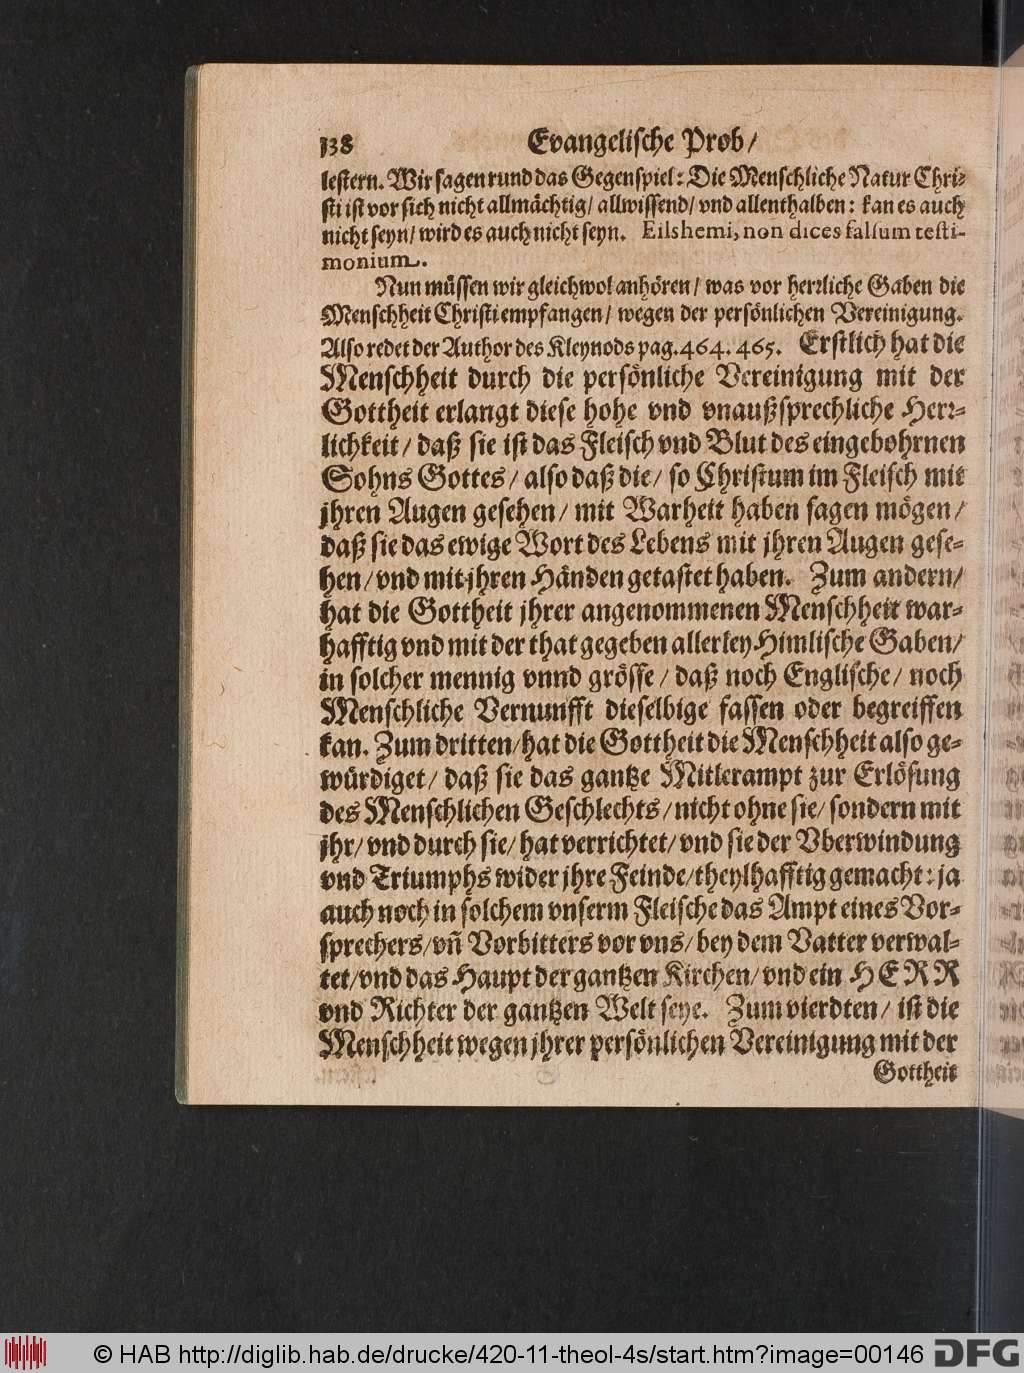 138 Evangelische Prob/
lestern. Wir sagen rund das Gegenspiel: Die Menschliche Natur Chri-
sti ist vor sich nicht allmächtig/ allwissend/ vnd allenthalben: kan es auch
nicht seyn/ wird es auch nicht seyn. Eilshemi, non dices falsum testi-
monium.
Nun müssen wir gleichwol anhören/ was vor herrliche Gaben die
Menschheit Christi empfangen/ wegen der persönlichen Vereinigung.
Also redet der Author des Kleynods pag. 464. 465. Erstlich hat die
Menschheit durch die persönliche Vereinigung mit der
Gottheit erlangt diese hohe vnd vnaußsprechliche Herr-
lichkeit/ daß sie ist das Fleisch vnd Blut des eingebohrnen
Sohns Gottes/ also daß die/ so Christum im Fleisch mit
jhren Augen gesehen/ mit Warheit haben sagen mögen/
daß sie das ewige Wort des Lebens mit jhren Augen gese-
hen/ vnd mit jhren Händen getastet haben. Zum andern/
hat die Gottheit jhrer angenommenen Menschheit war-
hafftig vnd mit der that gegeben allerley Himlische Gaben/
in solcher mennig vnnd grösse/ daß noch Englische/ noch
Menschliche Vernunfft dieselbige fassen oder begreiffen
kan. Zum dritten/ hat die Gottheit die Menschheit also ge-
würdiget/ daß sie das gantze Mitlerampt zur Erlösung
des Menschlichen Geschlechts/ nicht ohne sie/ sondern mit
jhr/ vnd durch sie/ hat verrichtet/ vnd sie der Vberwindung
vnd Triumphs wider jhre Feinde/ theylhafftig gemacht: ja
auch noch in solchem vnserm Fleische das Ampt eines Vor-
sprechers/ vñ Vorbitters vor vns/ bey dem Vatter verwal-
tet/ vnd das Haupt der gantzen Kirchen/ vnd ein HERR
vnd Richter der gantzen Welt seye. Zum vierdten/ ist die
Menschheit wegen jhrer persönlichen Vereinigung mit der
Gottheit
© HAB http://diglib.hab.de/drucke/420-11-theol-4s/start.htm?image=00146 DFG